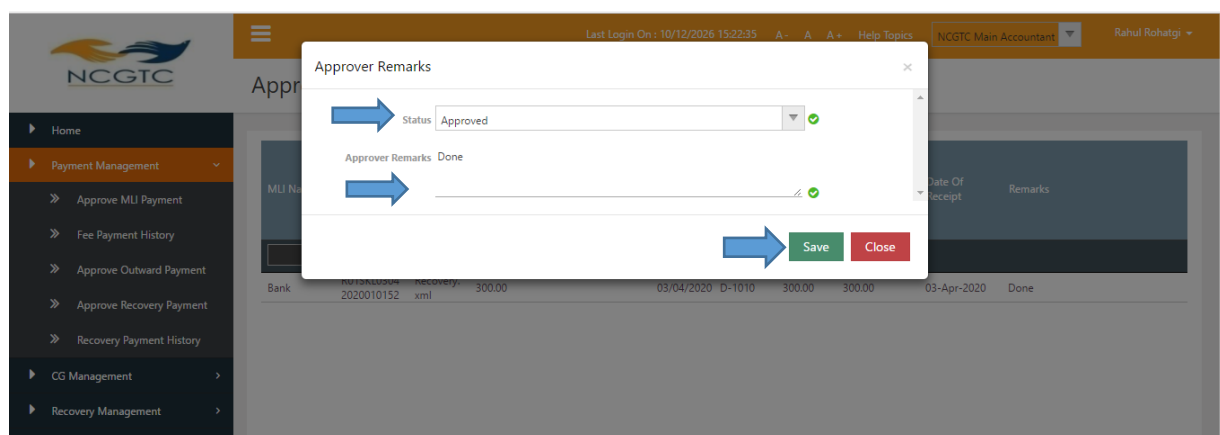 NCGTC
Last Login On : 10/12/2026 15:22:35 A- A A+ Help Topics NCGTC Main Accountant Rahul Rohatgi
Appr
Approver Remarks ×
Status Approved
Approver Remarks Done
Save Close
Home
Payment Management
Approve MLI Payment
Fee Payment History
Approve Outward Payment
Approve Recovery Payment
Recovery Payment History
CG Management
Recovery Management
MLI Na Date Of Receipt Remarks
Bank Recovery. 300.00 03/04/2020 D-1010 300.00 300.00 03-Apr-2020 Done
2020010152 xml